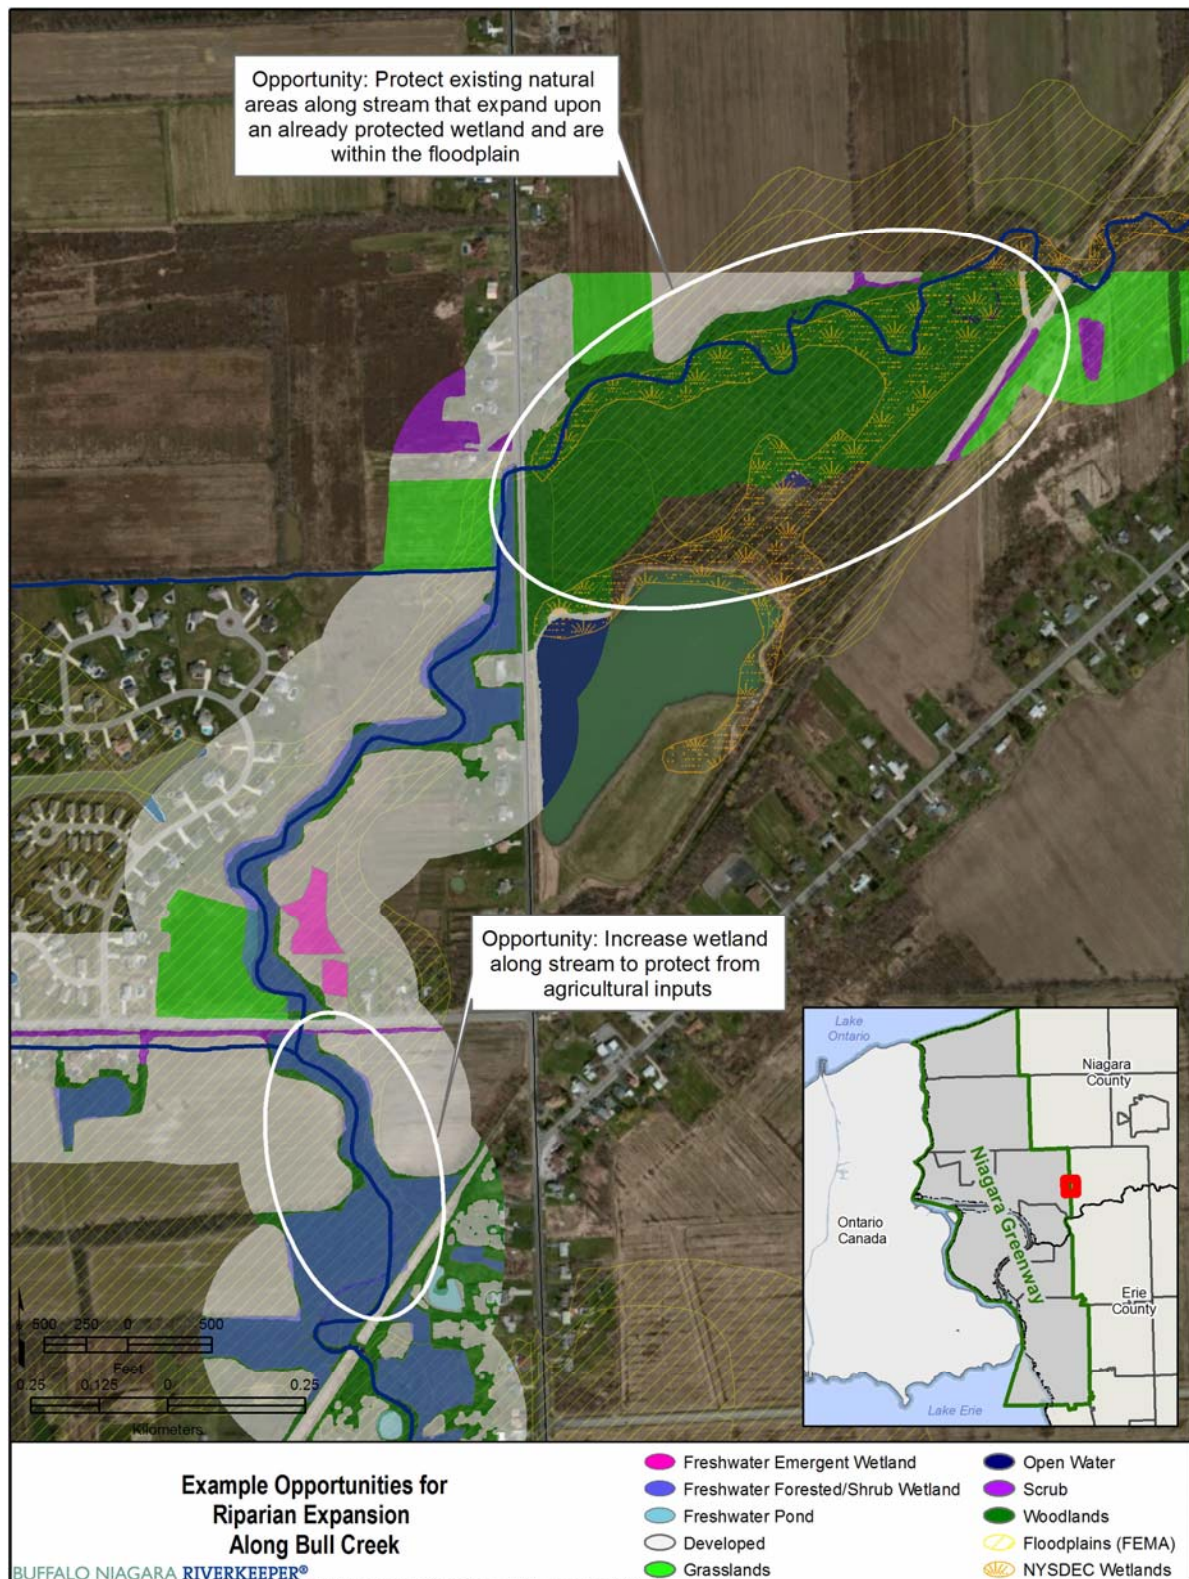 Opportunity: Protect existing natural
areas along stream that expand upon
an already protected wetland and are
within the floodplain
Opportunity: Increase wetland
along stream to protect from
agricultural inputs
Lake
Ontario
Niagara
County
Niagara Greenway
Ontario
Canada
Erie
County
Lake Erie
500 250 0 500
Feet
0.25 0.125 0 0.25
Kilometers
Example Opportunities for
Riparian Expansion
Along Bull Creek
BUFFALO NIAGARA RIVERKEEPER®
Freshwater Emergent Wetland
Freshwater Forested/Shrub Wetland
Freshwater Pond
Developed
Grasslands
Open Water
Scrub
Woodlands
Floodplains (FEMA)
NYSDEC Wetlands